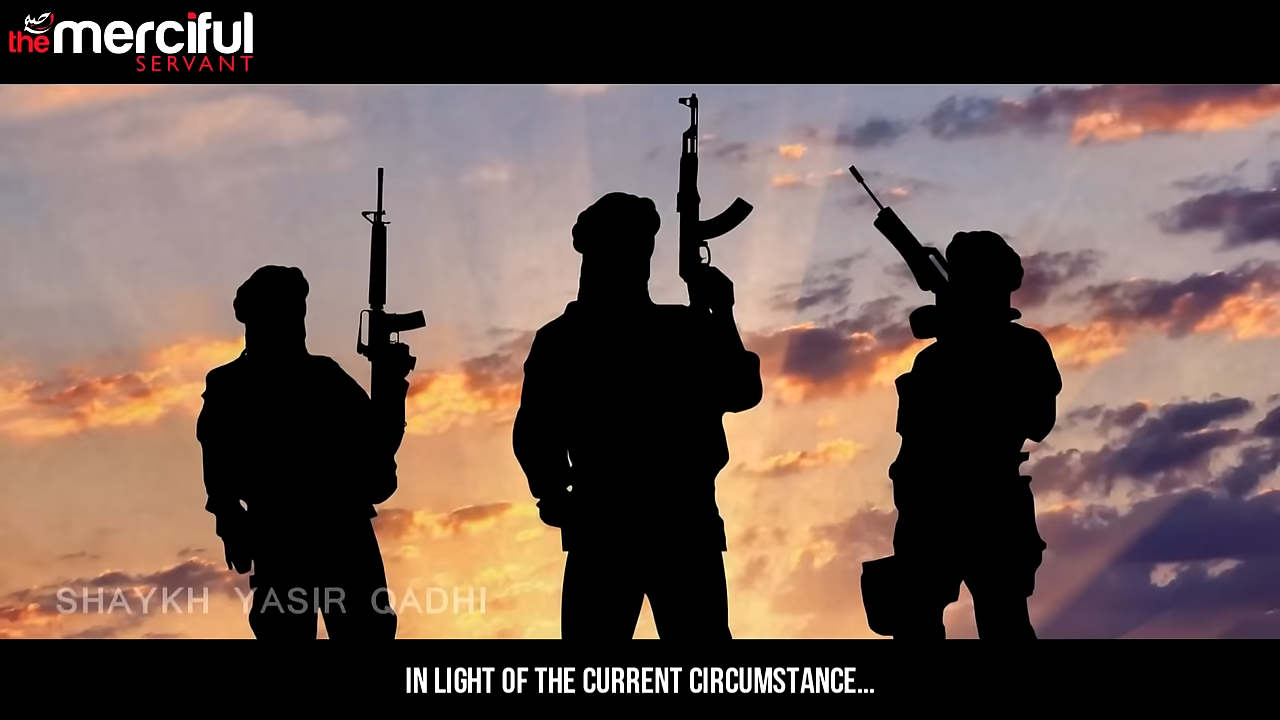 the merciful
SERVANT
SHAYKH YASIR QADHI
IN LIGHT OF THE CURRENT CIRCUMSTANCE...